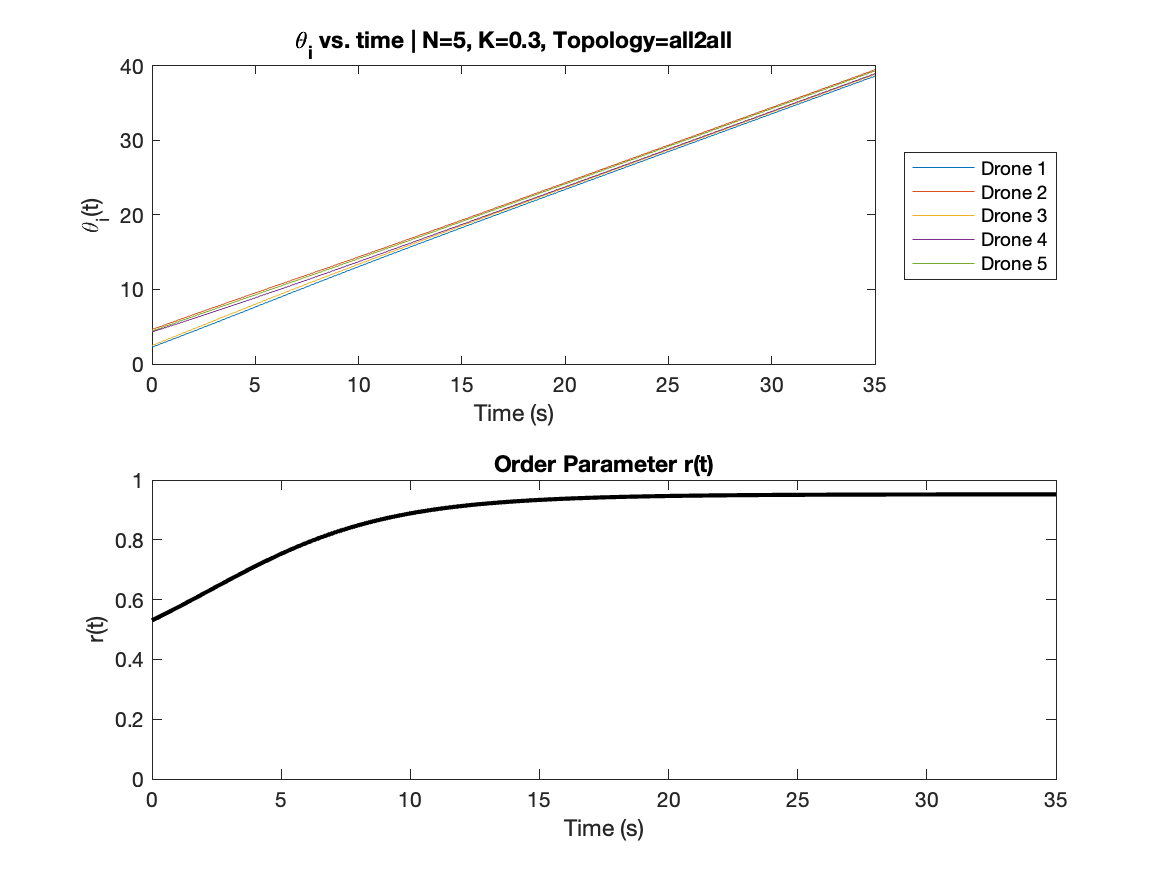 θi vs. time | N=5, K=0.3, Topology=all2all
40
30
20
10
0
θi(t)
0 5 10 15 20 25 30 35
Time (s)
Drone 1
Drone 2
Drone 3
Drone 4
Drone 5
Order Parameter r(t)
1
0.8
0.6
0.4
0.2
0
r(t)
0 5 10 15 20 25 30 35
Time (s)